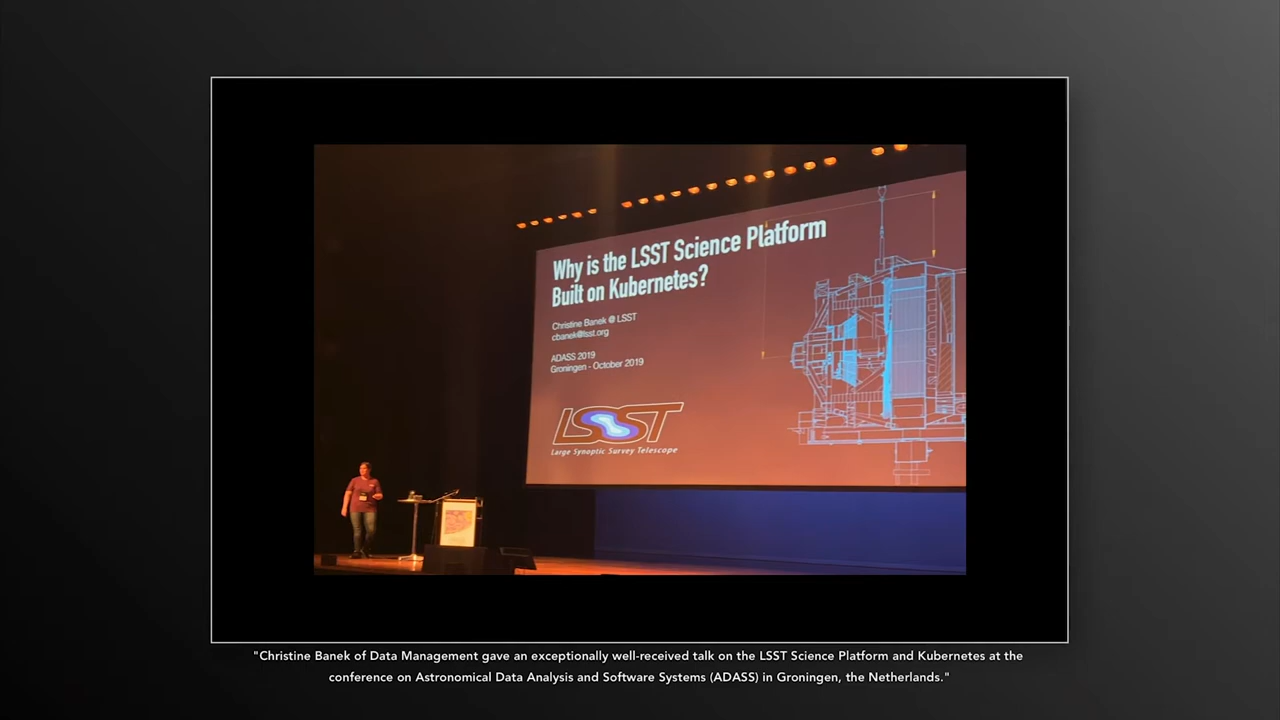 Why is the LSST Science Platform
Built on Kubernetes?
Christine Banek @ LSST
cbanek@lsst.org
ADASS 2019
Groningen - October 2019
LSST
Large Synoptic Survey Telescope
"Christine Banek of Data Management gave an exceptionally well-received talk on the LSST Science Platform and Kubernetes at the
conference on Astronomical Data Analysis and Software Systems (ADASS) in Groningen, the Netherlands."